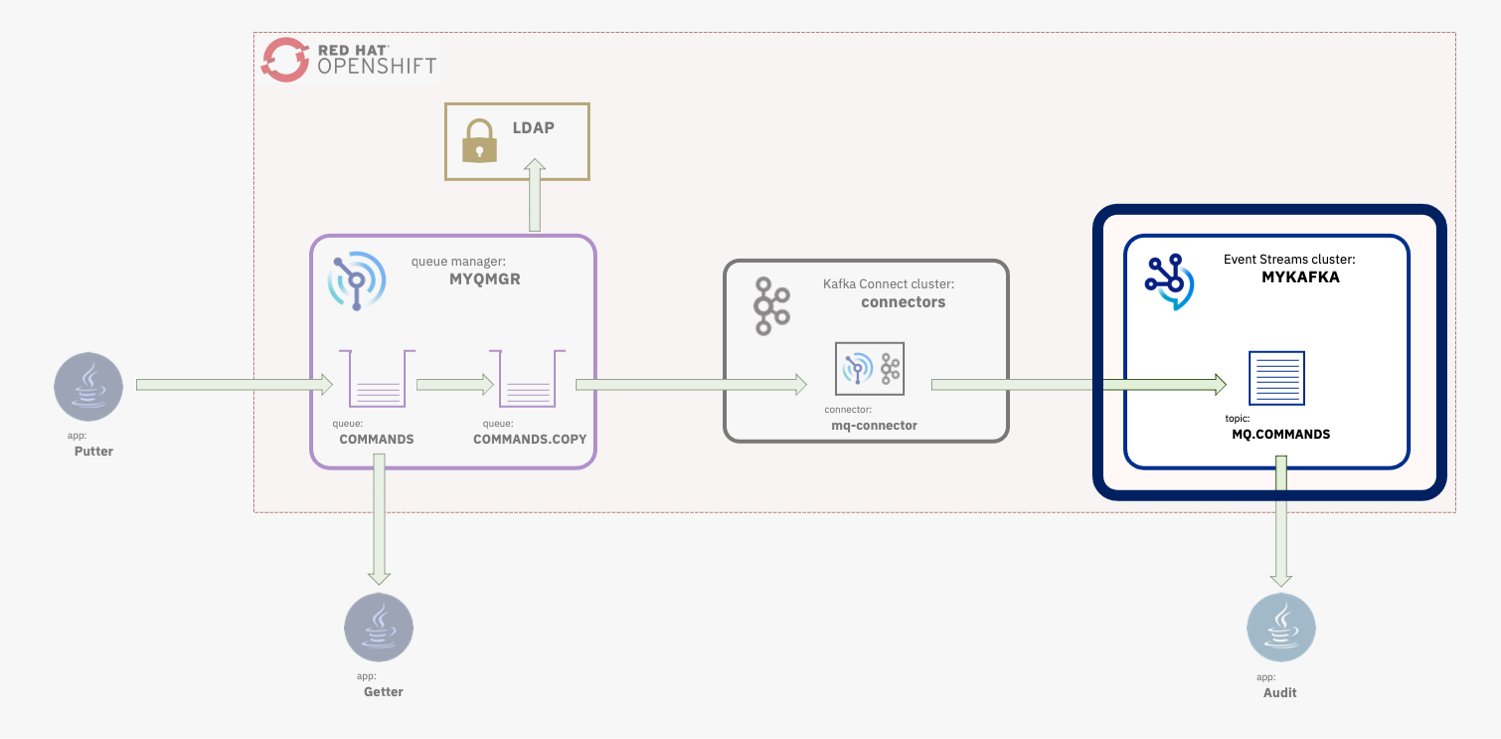 RED HAT
OPENSHIFT
LDAP
queue manager:
MYQMGR
Kafka Connect cluster:
connectors
Event Streams cluster:
MYKAFKA
queue:
COMMANDS
queue:
COMMANDS.COPY
connector:
mq-connector
topic:
MQ.COMMANDS
app:
Putter
app:
Getter
app:
Audit